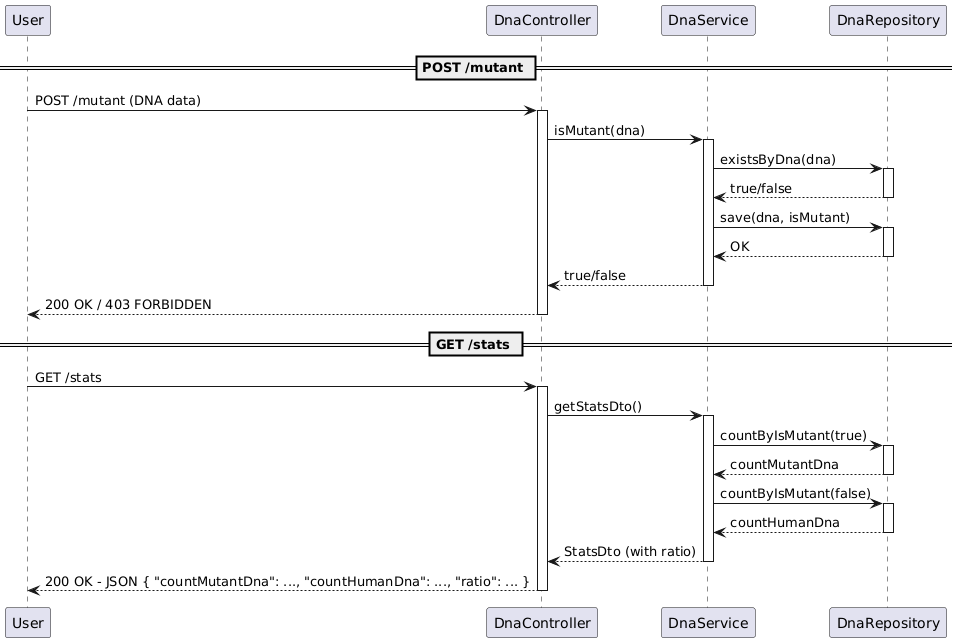 User DnaController DnaService DnaRepository
POST /mutant
POST /mutant (DNA data)
isMutant(dna)
existsByDna(dna)
true/false
save(dna, isMutant)
OK
true/false
200 OK / 403 FORBIDDEN
GET /stats
GET /stats
getStatsDto()
countByIsMutant(true)
countMutantDna
countByIsMutant(false)
countHumanDna
StatsDto (with ratio)
200 OK - JSON { "countMutantDna": ..., "countHumanDna": ..., "ratio": ... }
User DnaController DnaService DnaRepository